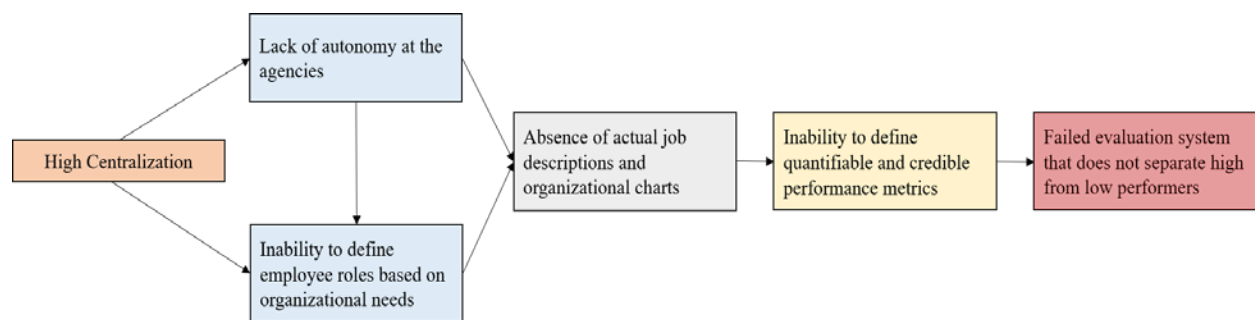 High Centralization
Lack of autonomy at the
agencies
Inability to define
employee roles based on
organizational needs
Absence of actual job
descriptions and
organizational charts
Inability to define
quantifiable and credible
performance metrics
Failed evaluation system
that does not separate high
from low performers